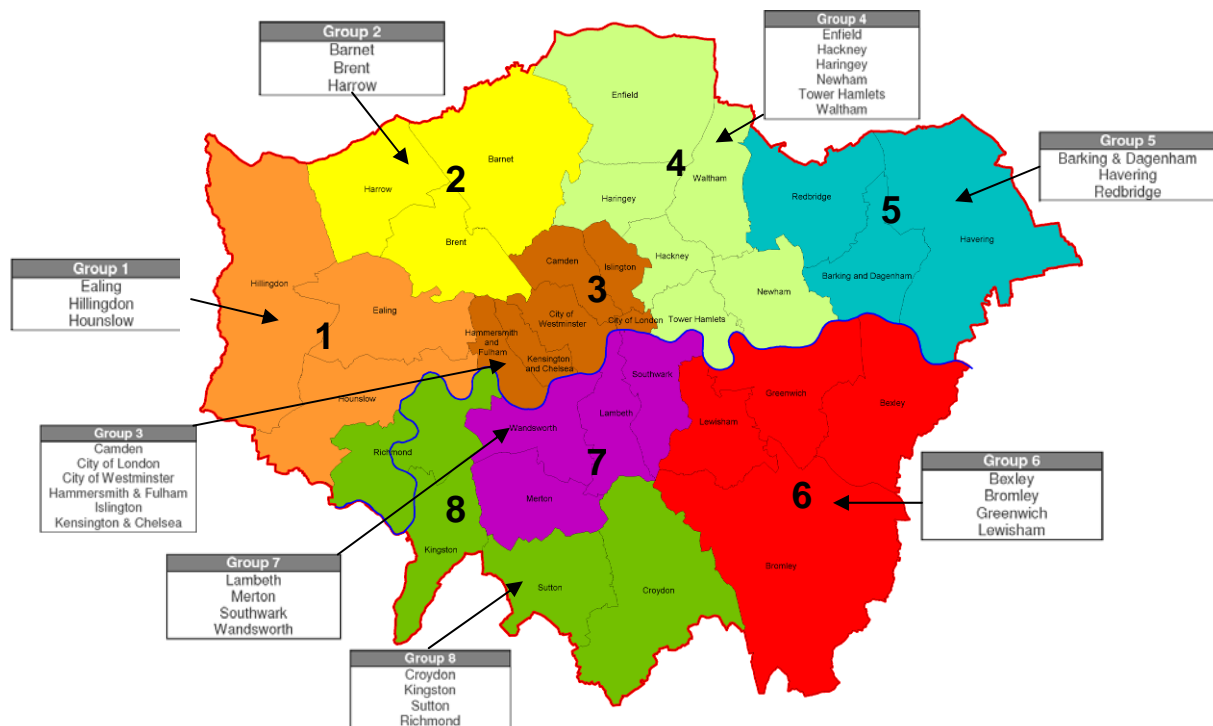 Group 2
Barnet
Brent
Harrow
Group 4
Enfield
Hackney
Haringey
Newham
Tower Hamlets
Waltham
Group 5
Barking & Dagenham
Havering
Redbridge
Group 1
Ealing
Hillingdon
Hounslow
Group 3
Camden
City of London
City of Westminster
Hammersmith & Fulham
Islington
Kensington & Chelsea
Group 6
Bexley
Bromley
Greenwich
Lewisham
Group 7
Lambeth
Merton
Southwark
Wandsworth
Group 8
Croydon
Kingston
Sutton
Richmond
Enfield
Barnet
2
4
Harrow
Waltham
Redbridge
Haringey
5
Brent
Havering
Hackney
Camden
Islington
Barking and Dagenham
Hillingdon
3
Newham
Ealing
City of
Westminster
City of London
Tower Hamlets
1
Hammersmith
and
Fulham
Kensington
and Chelsea
Southwark
Greenwich
Hounslow
Bexley
Lambeth
Lewisham
Wandsworth
Richmond
7
Merton
6
8
Kingston
Bromley
Sutton
Croydon